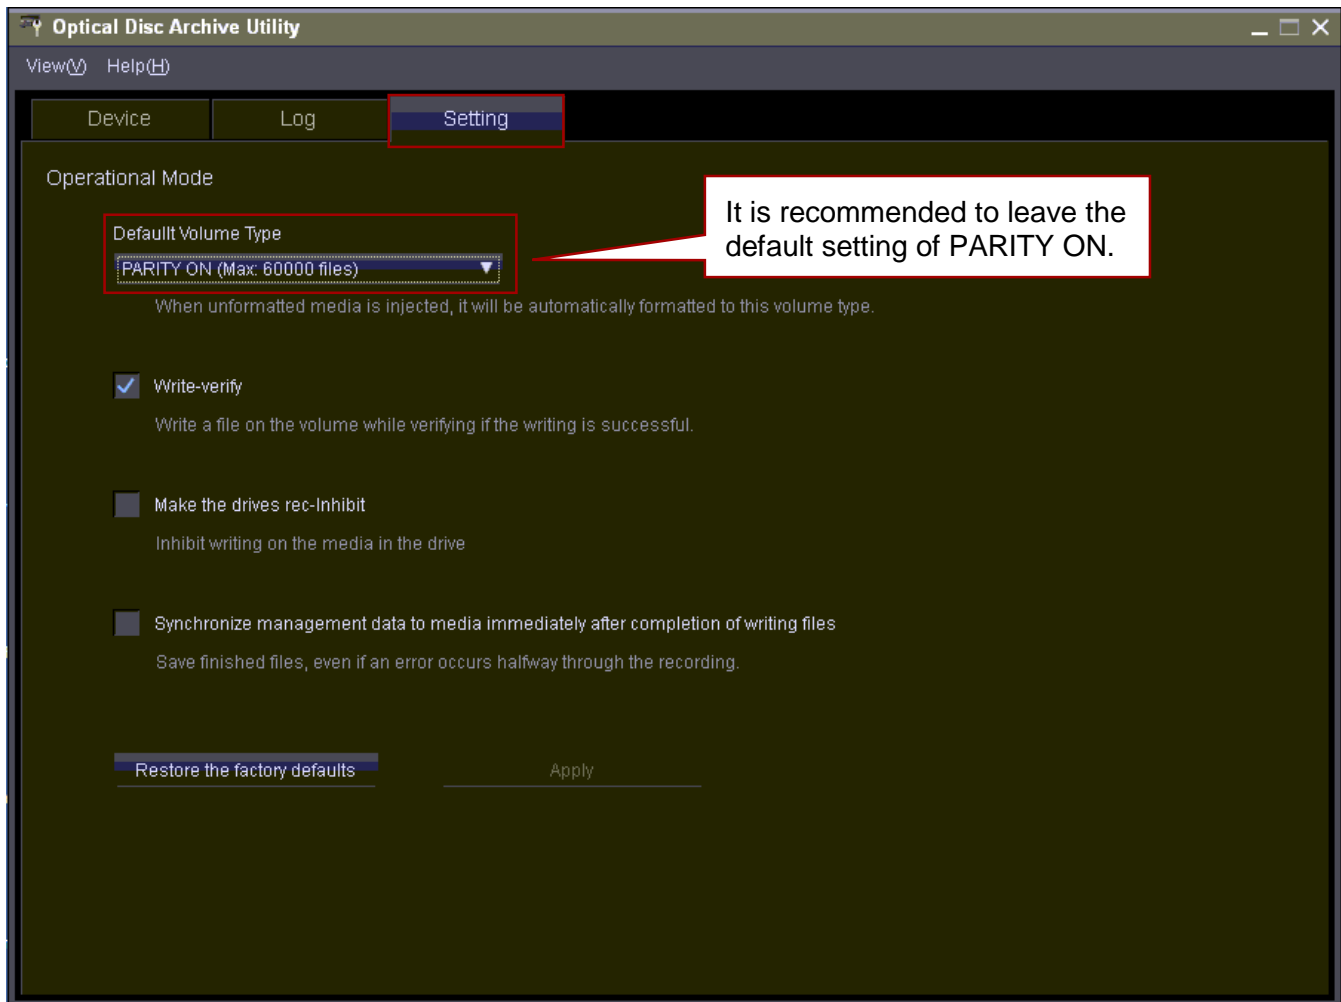 Optical Disc Archive Utility
View(V) Help(H)
Device Log Setting
Operational Mode
It is recommended to leave the
default setting of PARITY ON.
Defaullt Volume Type
PARITY ON (Max: 60000 files)
When unformatted media is injected, it will be automatically formatted to this volume type.
Write-verify
Write a file on the volume while verifying if the writing is successful.
Make the drives rec-Inhibit
Inhibit writing on the media in the drive
Synchronize management data to media immediately after completion of writing files
Save finished files, even if an error occurs halfway through the recording.
Restore the factory defaults Apply